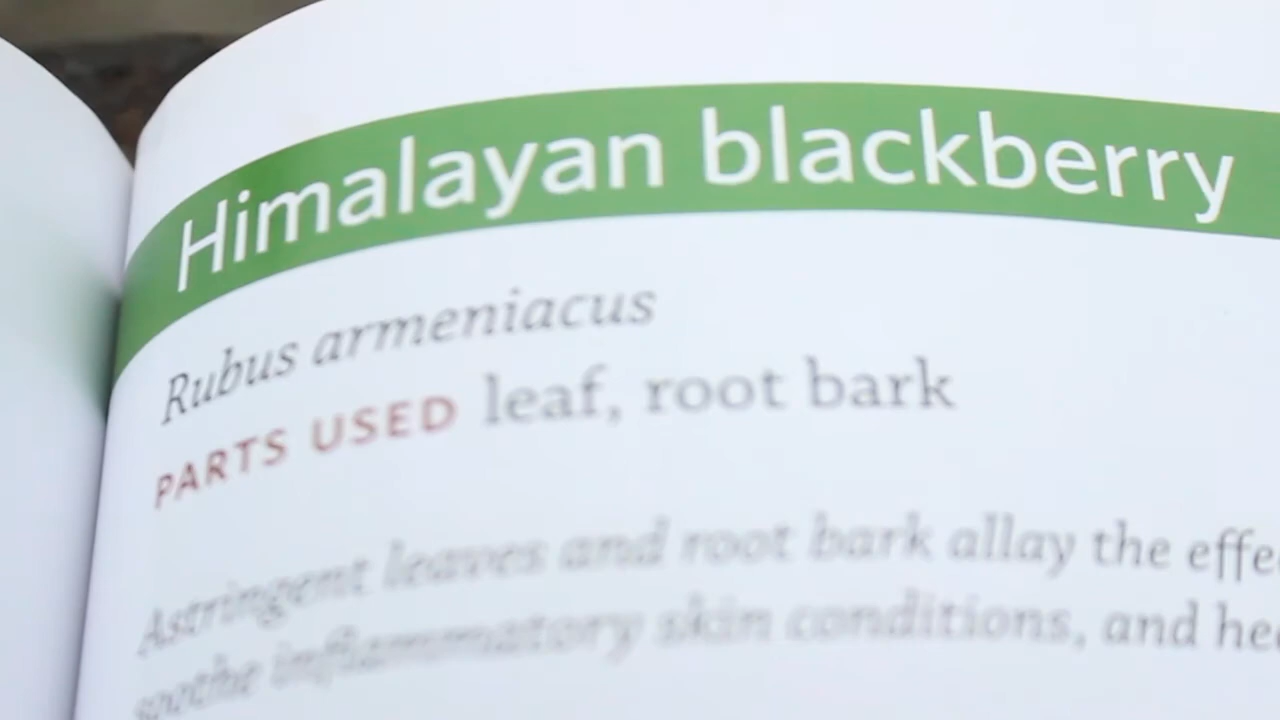 Himalayan blackberry
Rubus armeniacus
PARTS USED leaf, root bark
Astringent leaves and root bark allay the effe
soothe inflammatory skin conditions, and hea